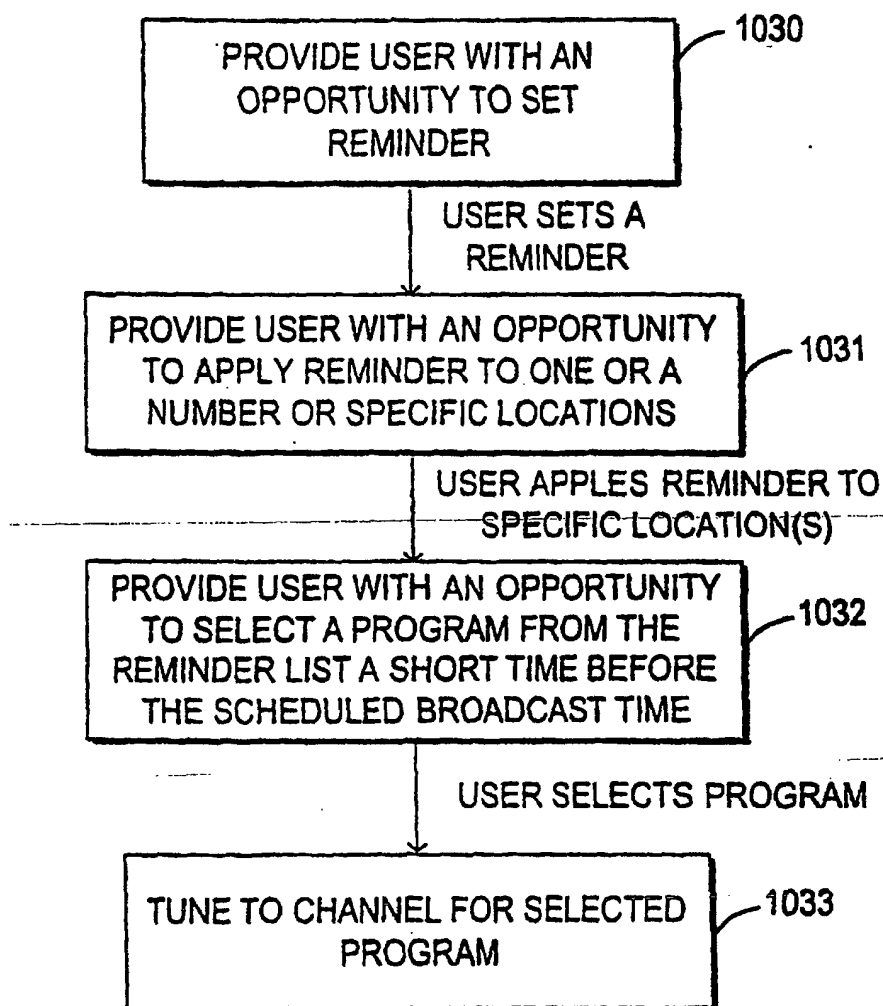 1030
PROVIDE USER WITH AN
OPPORTUNITY TO SET
REMINDER
USER SETS A
REMINDER
PROVIDE USER WITH AN OPPORTUNITY
TO APPLY REMINDER TO ONE OR A
NUMBER OR SPECIFIC LOCATIONS
1031
USER APPLES REMINDER TO
SPECIFIC LOCATION(S)
PROVIDE USER WITH AN OPPORTUNITY
TO SELECT A PROGRAM FROM THE
REMINDER LIST A SHORT TIME BEFORE
THE SCHEDULED BROADCAST TIME
1032
USER SELECTS PROGRAM
TUNE TO CHANNEL FOR SELECTED
PROGRAM
1033